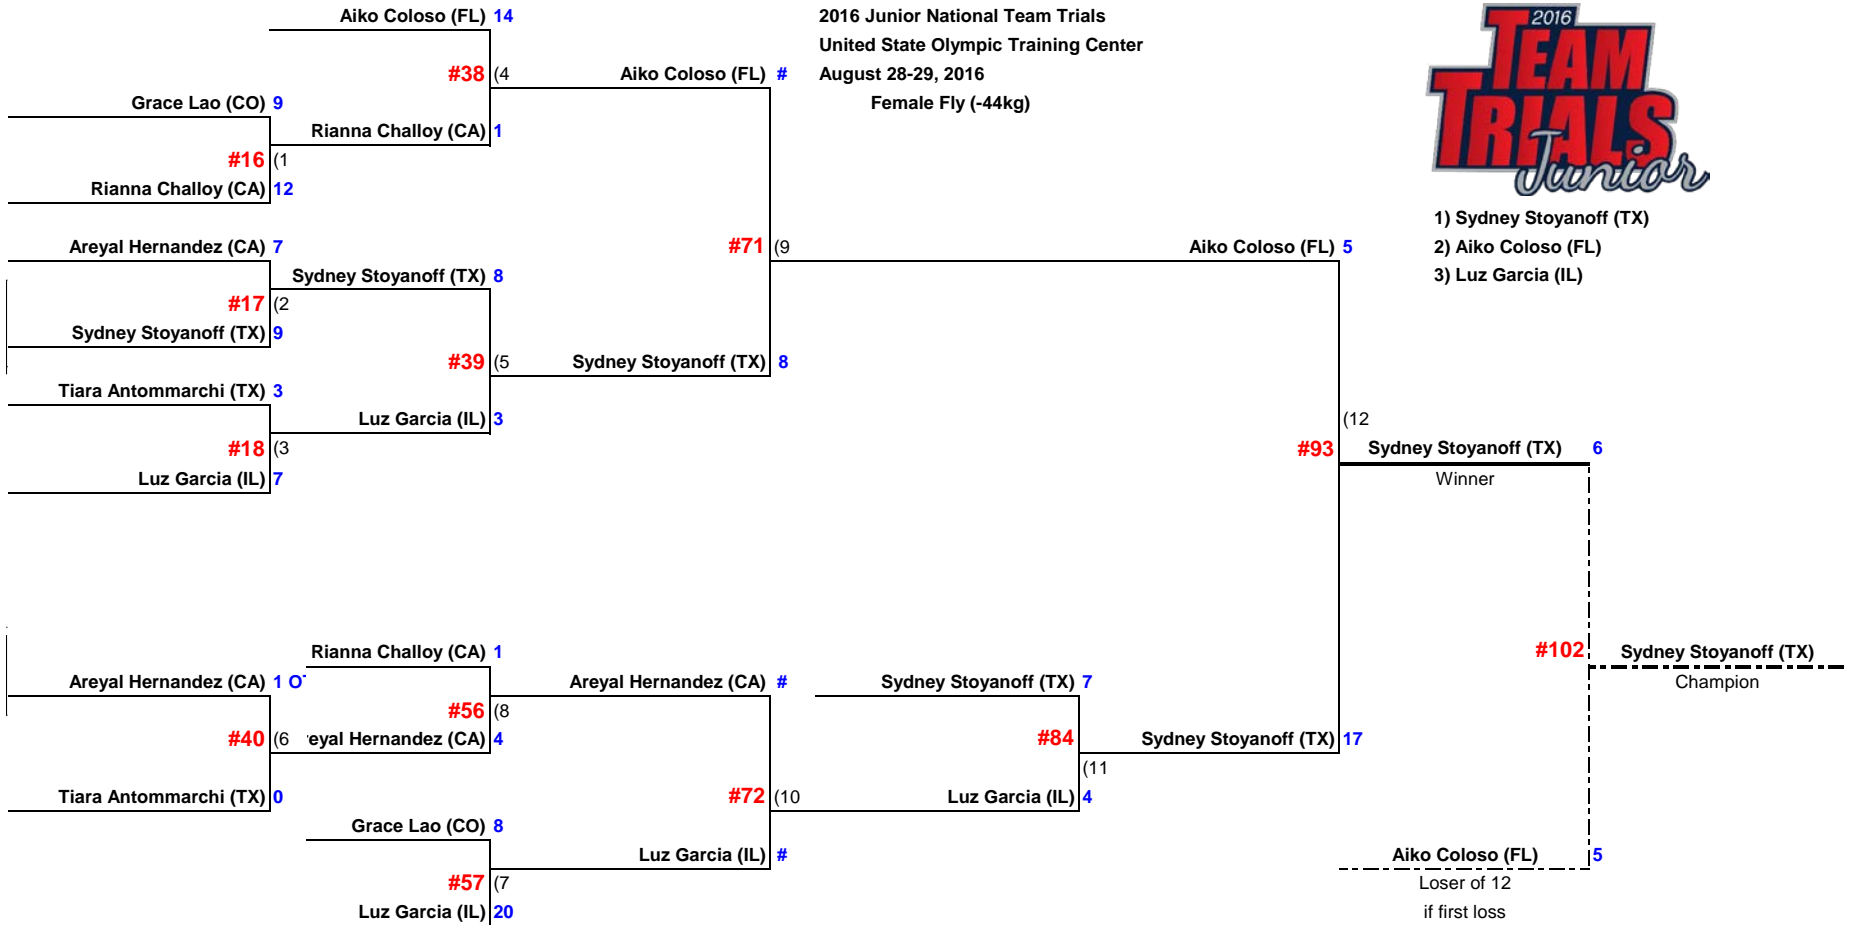 Aiko Coloso (FL) 14
2016 Junior National Team Trials
United State Olympic Training Center
August 28-29, 2016
Female Fly (-44kg)
2016
TEAM
TRIALS
Junior
#38 (4
Aiko Coloso (FL) #
Grace Lao (CO) 9
Rianna Challoy (CA) 1
#16 (1
Rianna Challoy (CA) 12
1) Sydney Stoyanoff (TX)
2) Aiko Coloso (FL)
3) Luz Garcia (IL)
Areyal Hernandez (CA) 7
#71 (9
Aiko Coloso (FL) 5
Sydney Stoyanoff (TX) 8
#17 (2
Sydney Stoyanoff (TX) 9
#39 (5
Sydney Stoyanoff (TX) 8
Tiara Antommarchi (TX) 3
Luz Garcia (IL) 3
(12
#18 (3
#93
Sydney Stoyanoff (TX) 6
Winner
Luz Garcia (IL) 7
Rianna Challoy (CA) 1
#102
Sydney Stoyanoff (TX)
Champion
Areyal Hernandez (CA) 1 O
Areyal Hernandez (CA) #
Sydney Stoyanoff (TX) 7
#56 (8
#40 (6
eyal Hernandez (CA) 4
#84
Sydney Stoyanoff (TX) 17
(11
Tiara Antommarchi (TX) 0
#72 (10
Luz Garcia (IL) 4
Grace Lao (CO) 8
Luz Garcia (IL) #
Aiko Coloso (FL) 5
#57 (7
Loser of 12
Luz Garcia (IL) 20
if first loss